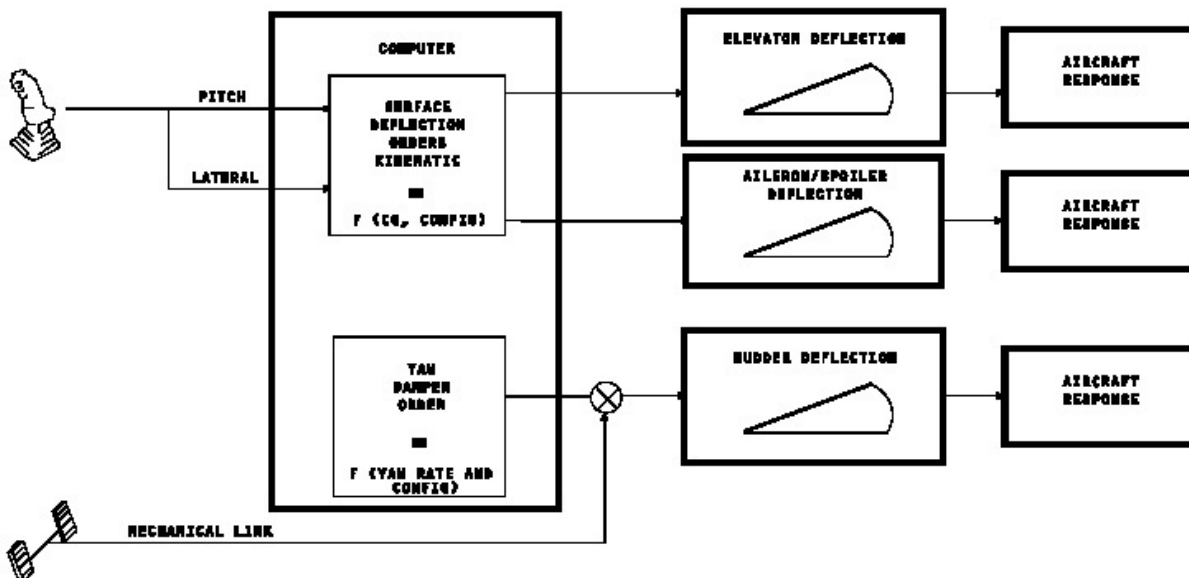 COMPUTER
PITCH
LATERAL
SURFACE
DEFLECTION
ORDERS
KINEMATIC
=
F (CG, CONFIG)
ELEVATOR DEFLECTION
AIRCRAFT
RESPONSE
AILERON/SPOILER
DEFLECTION
AIRCRAFT
RESPONSE
YAW
DAMPER
ORDER
=
F (YAW RATE AND
CONFIG)
RUDDER DEFLECTION
AIRCRAFT
RESPONSE
MECHANICAL LINK